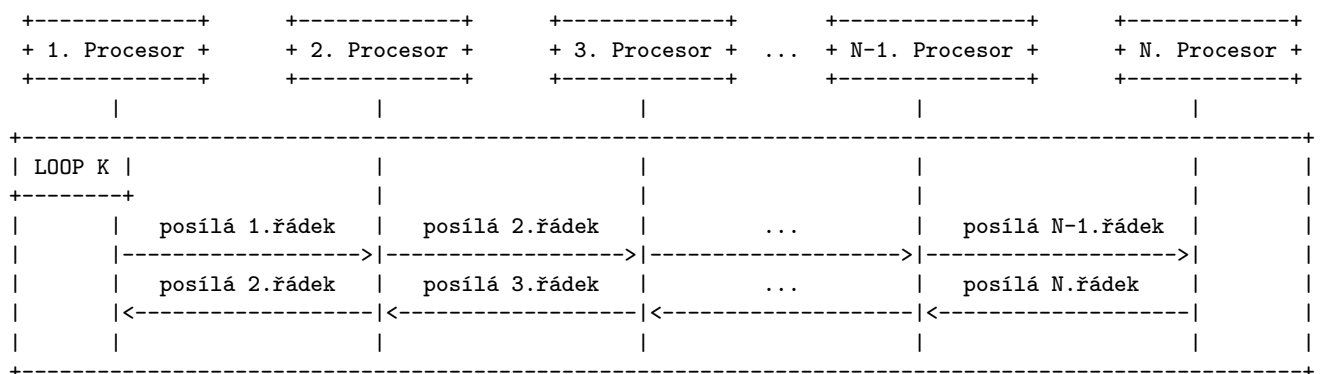 +-------------+ +-------------+ +-------------+ +---------------+ +-------------+
+ 1. Procesor + + 2. Procesor + + 3. Procesor + ... + N-1. Procesor + + N. Procesor +
+-------------+ +-------------+ +-------------+ +---------------+ +-------------+
| | | | |
+------------------------------------------------------------------------------------------------------+
| LOOP K | | | | | |
+--------+ | | | | |
| | posílá 1.řádek | posílá 2.řádek | ... | posílá N-1.řádek | |
| |------------------->|------------------->|-------------------->|-------------------->| |
| | posílá 2.řádek | posílá 3.řádek | ... | posílá N.řádek | |
| |<-------------------|<-------------------|<--------------------|<--------------------| |
| | | | | | |
+------------------------------------------------------------------------------------------------------+